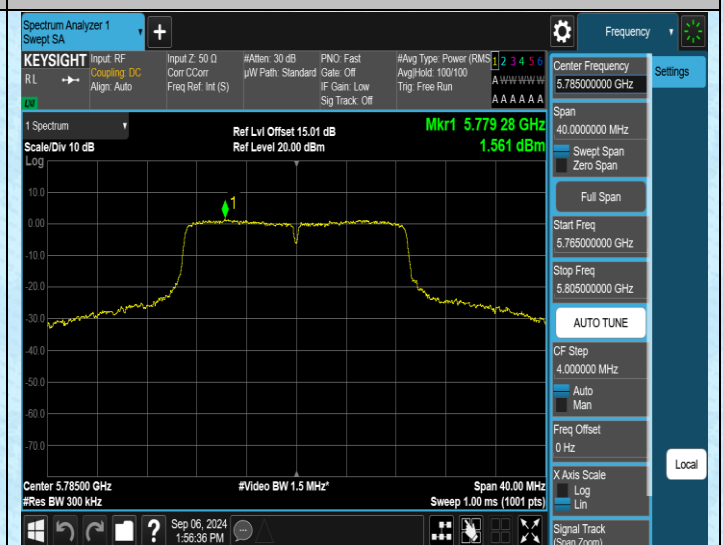 Spectrum Analyzer 1
Swept SA
Frequency
KEYSIGHT
R L
LXI
Input: RF
Coupling: DC
Align: Auto
Input Z: 50 Ω
Corr CCorr
Freq Ref: Int (S)
#Atten: 30 dB
µW Path: Standard
PNO: Fast
Gate: Off
IF Gain: Low
Sig Track: Off
#Avg Type: Power (RMS
Avg|Hold: 100/100
Trig: Free Run
1 2 3 4 5 6
A W W W W W
A A A A A A
Center Frequency
5.785000000 GHz
Settings
Span
40.0000000 MHz
Swept Span
Zero Span
Full Span
Start Freq
5.765000000 GHz
Stop Freq
5.805000000 GHz
AUTO TUNE
CF Step
4.000000 MHz
Auto
Man
Freq Offset
0 Hz
X Axis Scale
Log
Lin
Local
Signal Track
(Span Zoom)
1 Spectrum
Scale/Div 10 dB
Ref Lvl Offset 15.01 dB
Ref Level 20.00 dBm
Mkr1 5.779 28 GHz
1.561 dBm
Log
10.0
0.00
-10.0
-20.0
-30.0
-40.0
-50.0
-60.0
-70.0
1
Center 5.78500 GHz
#Res BW 300 kHz
#Video BW 1.5 MHz*
Span 40.00 MHz
Sweep 1.00 ms (1001 pts)
?
Sep 06, 2024
1:56:36 PM